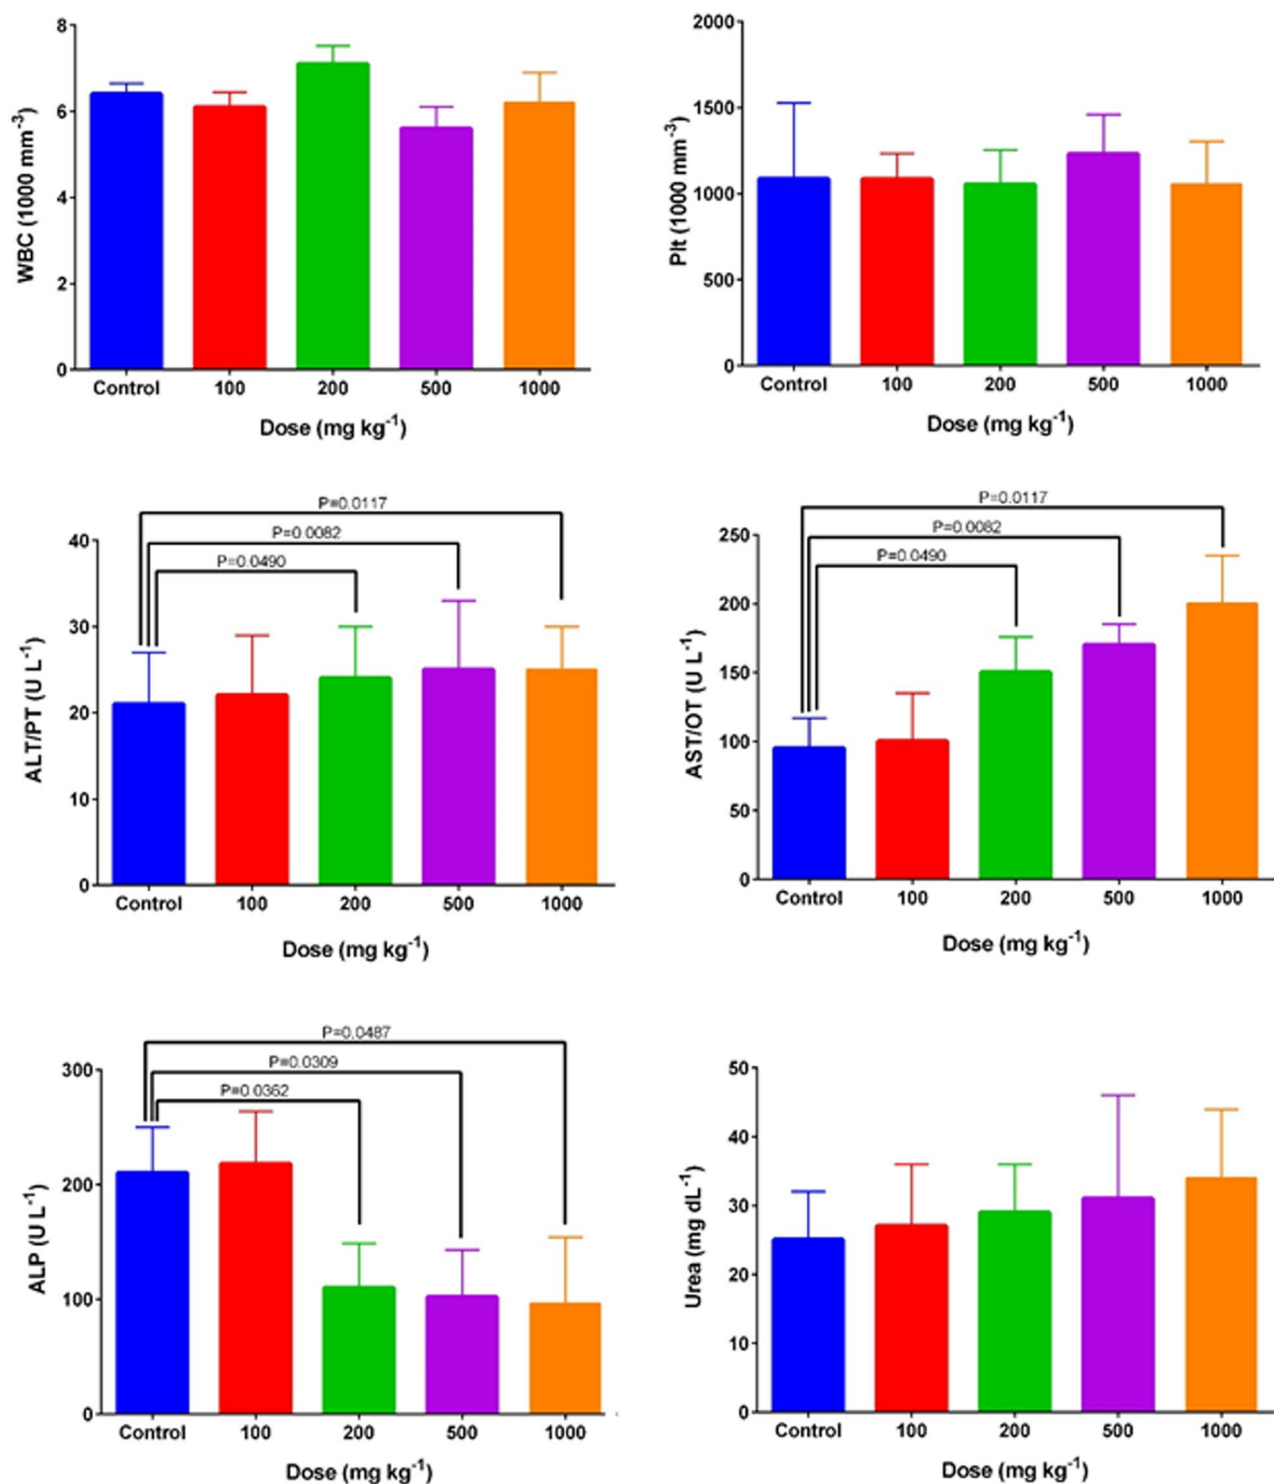 WBC (1000 mm⁻³)
8
6
4
2
0
Control 100 200 500 1000
Dose (mg kg⁻¹)
Plt (1000 mm⁻³)
2000
1500
1000
500
0
Control 100 200 500 1000
Dose (mg kg⁻¹)
P=0.0117
P=0.0082
P=0.0490
ALT/PT (U L⁻¹)
40
30
20
10
0
Control 100 200 500 1000
Dose (mg kg⁻¹)
P=0.0117
P=0.0082
P=0.0490
AST/OT (U L⁻¹)
250
200
150
100
50
0
Control 100 200 500 1000
Dose (mg kg⁻¹)
P=0.0487
P=0.0309
P=0.0362
ALP (U L⁻¹)
300
200
100
0
Control 100 200 500 1000
Dose (mg kg⁻¹)
Urea (mg dL⁻¹)
50
40
30
20
10
0
Control 100 200 500 1000
Dose (mg kg⁻¹)